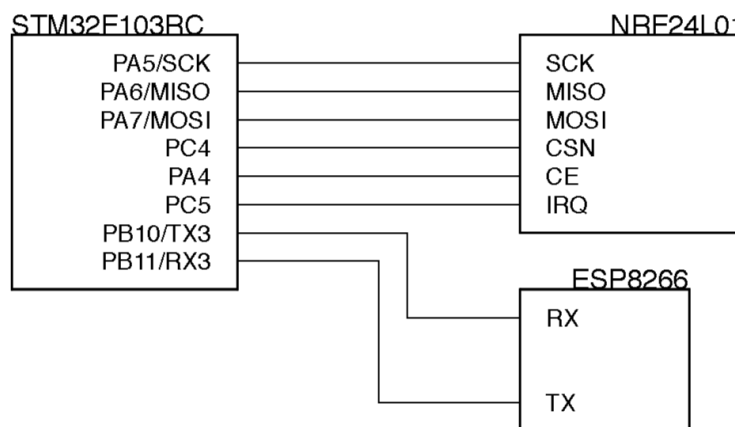 STM32F103RC
PA5/SCK
PA6/MISO
PA7/MOSI
PC4
PA4
PC5
PB10/TX3
PB11/RX3
NRF24L01
SCK
MISO
MOSI
CSN
CE
IRQ
ESP8266
RX
TX